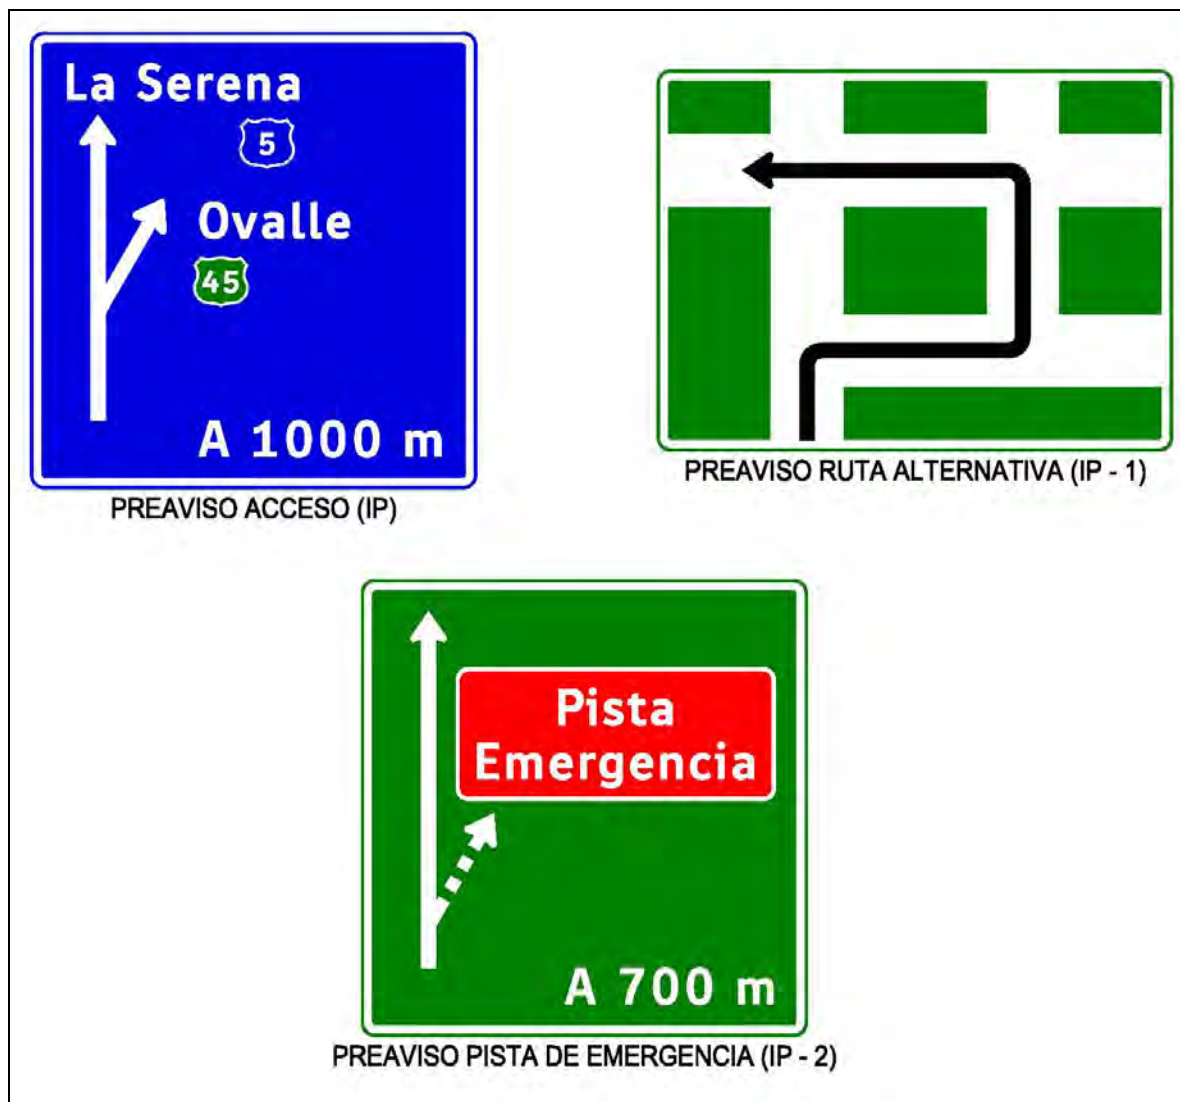 La Serena
5
Ovalle
45
A 1000 m
PREAVISO ACCESO (IP)
PREAVISO RUTA ALTERNATIVA (IP - 1)
Pista
Emergencia
A 700 m
PREAVISO PISTA DE EMERGENCIA (IP - 2)